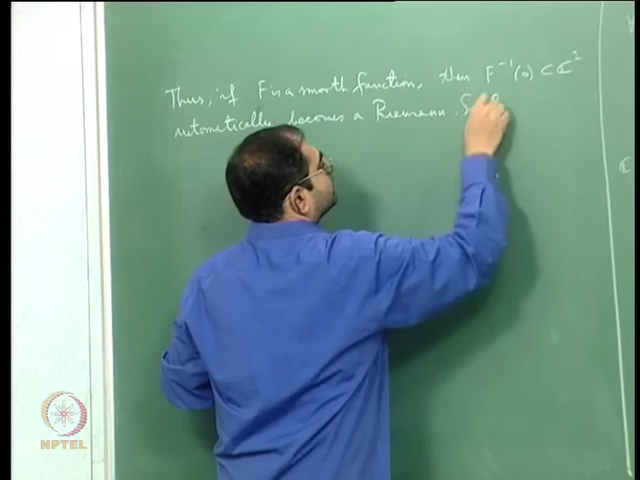 Thus, if F is a smooth function, then F⁻¹(0) ⊂ ℂ²
automatically becomes a Riemann
NPTEL